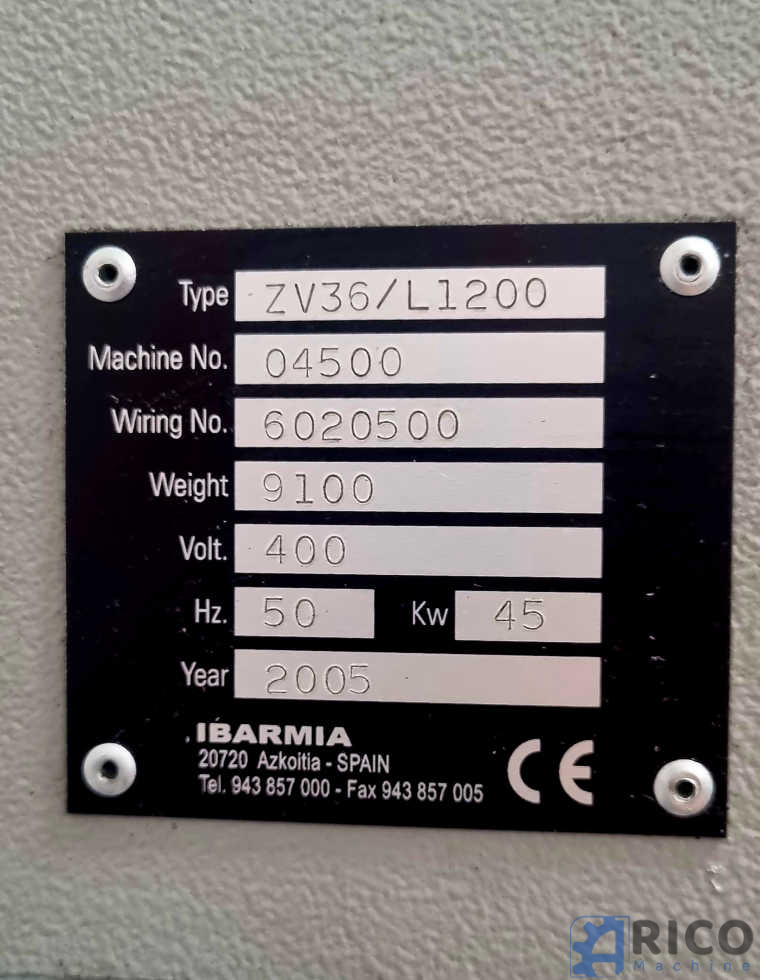 Type ZV36/L1200
Machine No. 04500
Wiring No. 6020500
Weight 9100
Volt. 400
Hz. 50 Kw 45
Year 2005
IBARMIA
20720 Azkoitia - SPAIN
Tel. 943 857 000 - Fax 943 857 005
CE
ARICO
Machine